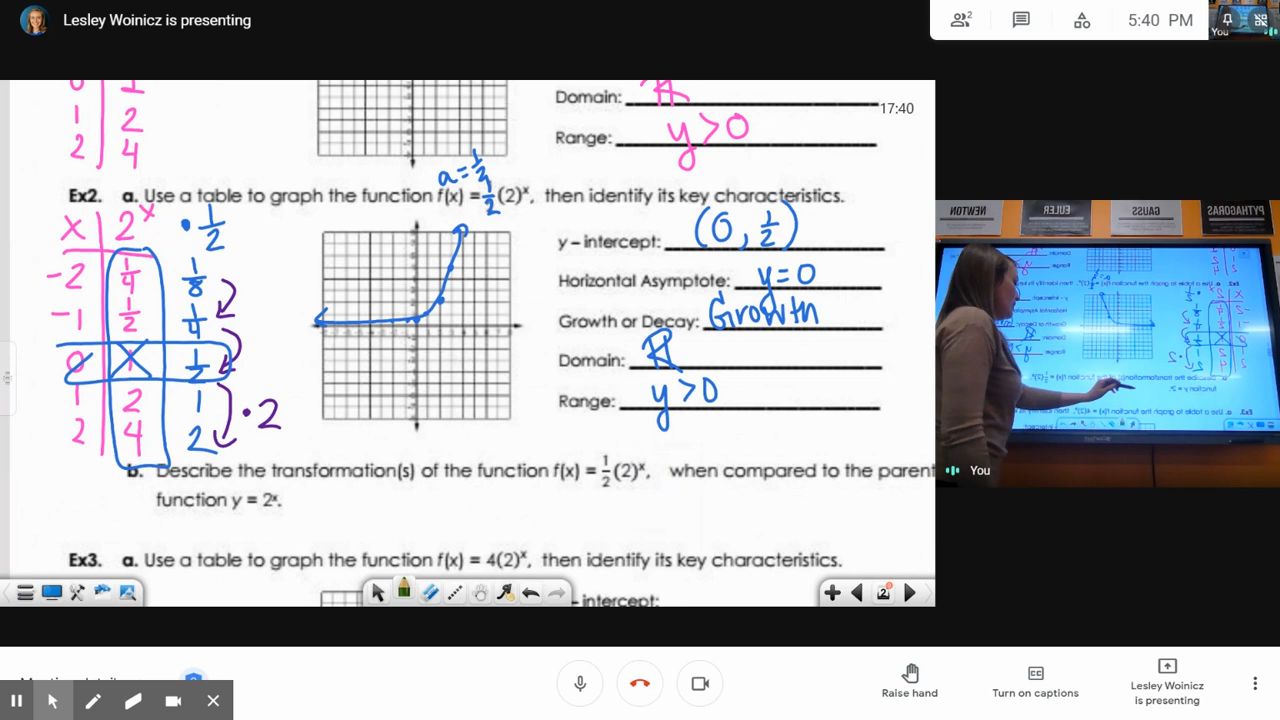 Lesley Woinicz is presenting
2
5:40 PM
You
17:40
0 | 1
1 | 2
2 | 4
Domain: ℝ
Range: y > 0
a = 1/2
Ex2. a. Use a table to graph the function f(x) = 1/2 (2)ˣ, then identify its key characteristics.
x | 2ˣ · 1/2
-2 | 1/4 1/8
-1 | 1/2 1/4
0 | 1 1/2
1 | 2 1
2 | 4 2
· 2
y – intercept: (0, 1/2)
Horizontal Asymptote: y = 0
Growth or Decay: Growth
Domain: ℝ
Range: y > 0
b. Describe the transformation(s) of the function f(x) = 1/2 (2)ˣ, when compared to the parent
function y = 2ˣ.
Ex3. a. Use a table to graph the function f(x) = 4(2)ˣ, then identify its key characteristics.
– intercept:
2
NEWTON
EULER
GAUSS
PYTHAGORAS
You
Raise hand
Turn on captions
Lesley Woinicz
is presenting